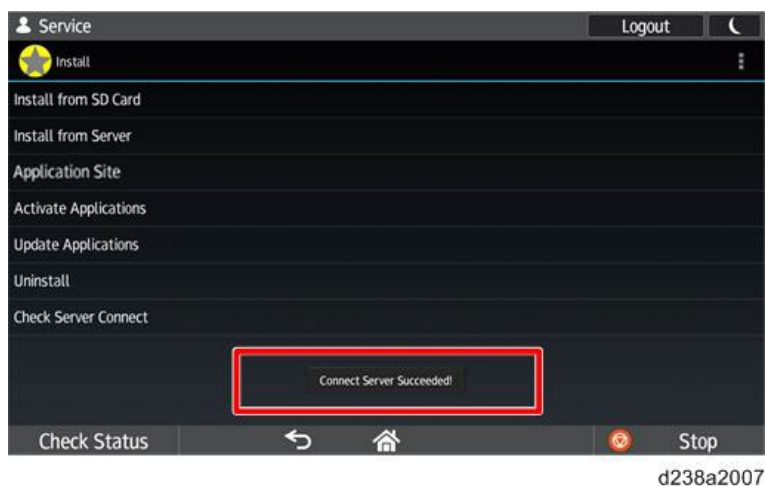 Service Logout
Install
Install from SD Card
Install from Server
Application Site
Activate Applications
Update Applications
Uninstall
Check Server Connect
Connect Server Succeeded!
Check Status Stop
d238a2007